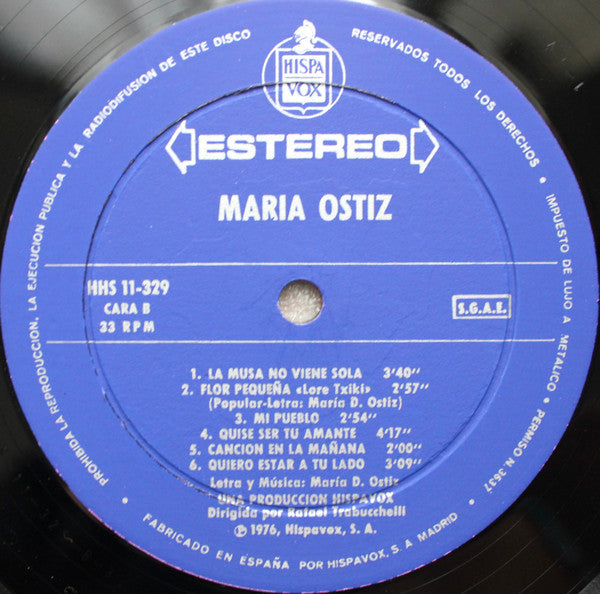 PROHIBIDA LA REPRODUCCION, LA EJECUCION PUBLICA Y LA RADIODIFUSION DE ESTE DISCO
RESERVADOS TODOS LOS DERECHOS • IMPUESTO DE LUJO A METALICO • PERMISO N. 3637
HISPA
VOX
ESTEREO
MARIA OSTIZ
HHS 11-329
CARA B
33 RPM
S.G.A.E.
1. LA MUSA NO VIENE SOLA 3'40''
2. FLOR PEQUEÑA «Lore Txiki» 2'57''
(Popular-Letra: María D. Ostiz)
3. MI PUEBLO 2'54''
4. QUISE SER TU AMANTE 4'17''
5. CANCION EN LA MAÑANA 2'00''
6. QUIERO ESTAR A TU LADO 3'09''
Letra y Música: María D. Ostiz
UNA PRODUCCION HISPAVOX
Dirigida por Rafael Trabucchelli
Ⓟ 1976, Hispavox, S. A.
• FABRICADO EN ESPAÑA POR HISPAVOX, S. A MADRID •